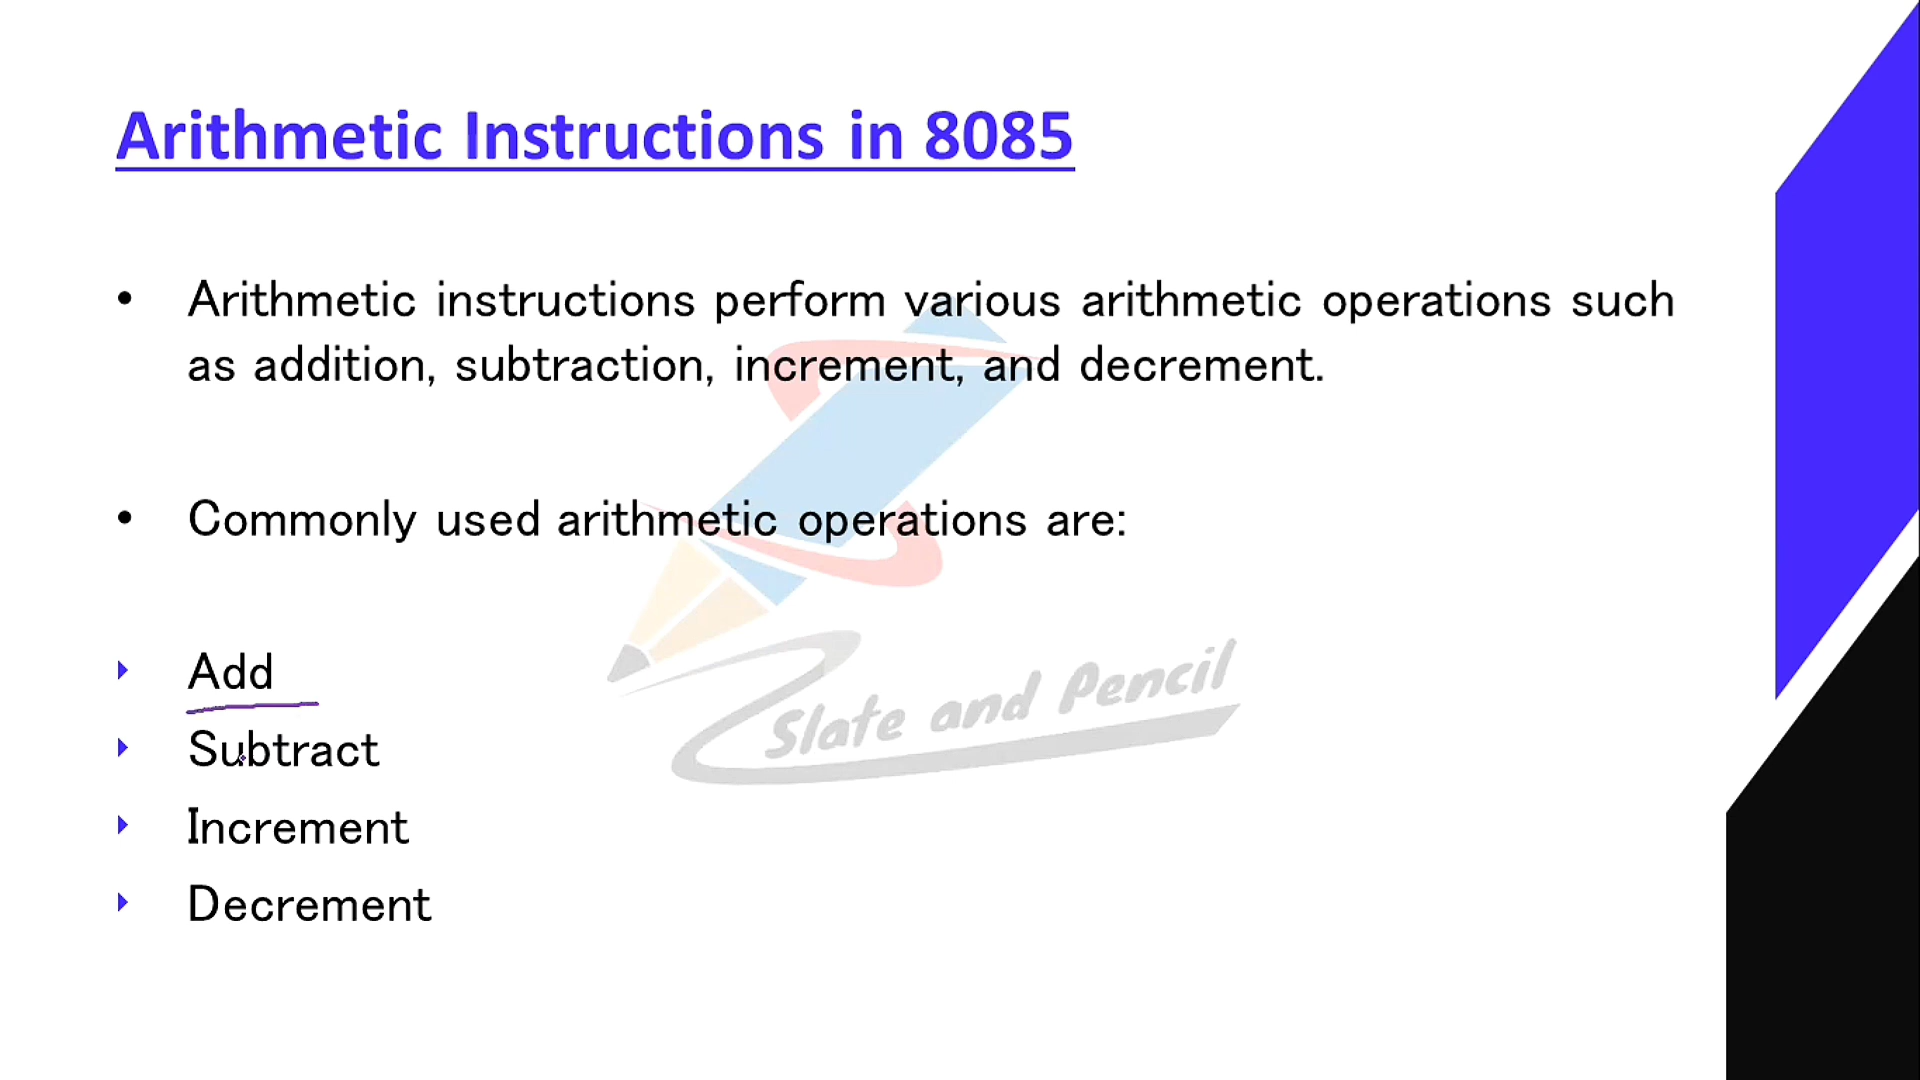 Arithmetic Instructions in 8085
• Arithmetic instructions perform various arithmetic operations such
as addition, subtraction, increment, and decrement.
• Commonly used arithmetic operations are:
Add
Subtract
Increment
Decrement
Slate and Pencil